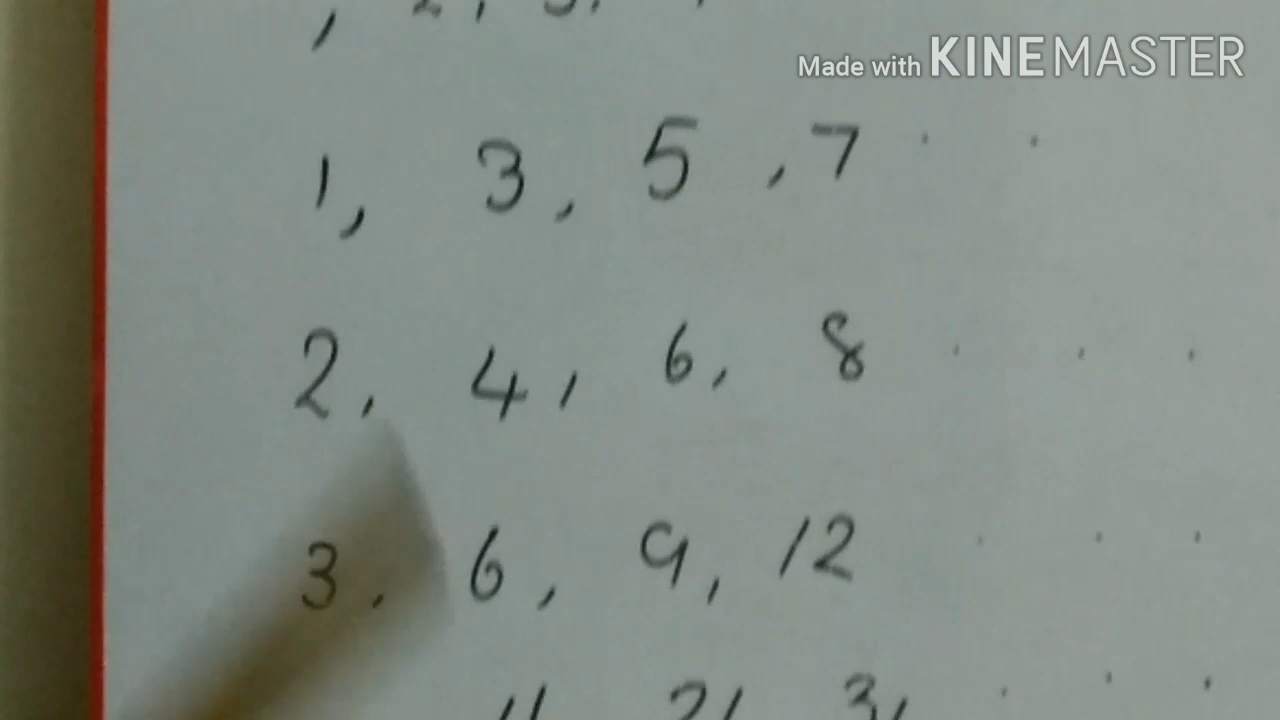 Made with KINEMASTER
1, 3, 5, 7 . .
2, 4, 6, 8 . . .
3, 6, 9, 12 . . .